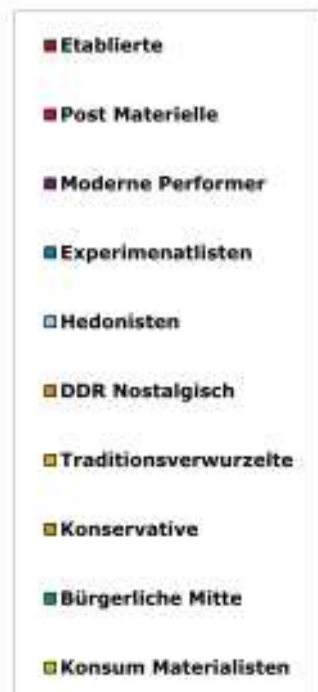 Etablierte
Post Materielle
Moderne Performer
Experimenatlisten
Hedonisten
DDR Nostalgisch
Traditionsverwurzelte
Konservative
Bürgerliche Mitte
Konsum Materialisten